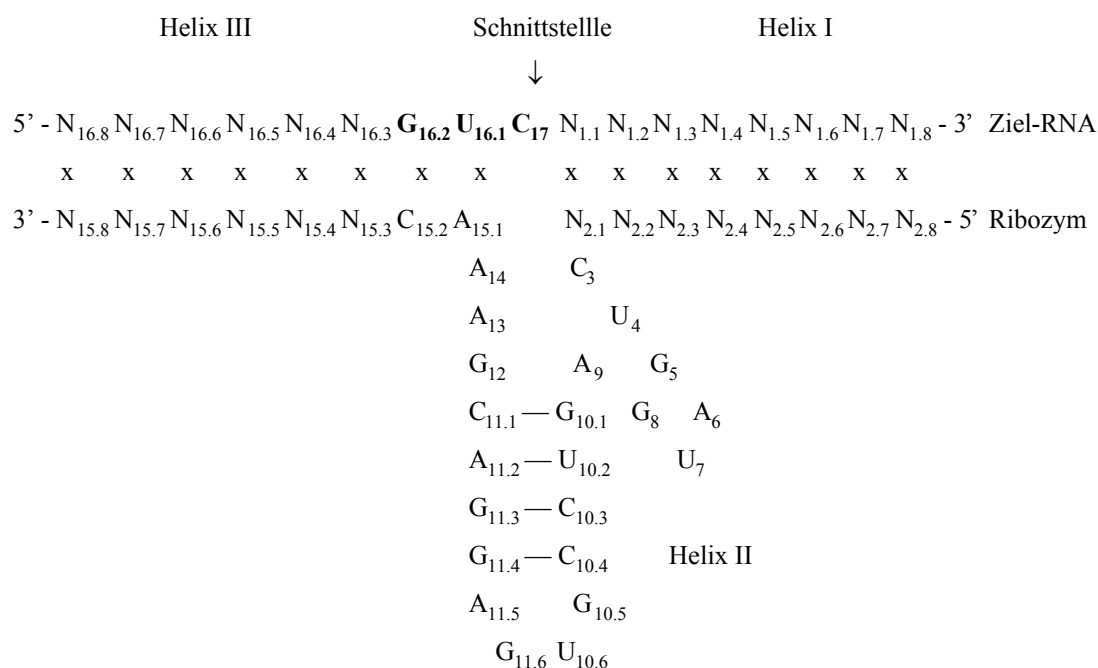 Helix III Schnittstellle Helix I
↓
5’ - N16.8 N16.7 N16.6 N16.5 N16.4 N16.3 G16.2 U16.1 C17 N1.1 N1.2 N1.3 N1.4 N1.5 N1.6 N1.7 N1.8 - 3’ Ziel-RNA
x x x x x x x x x x x x x x x x
3’ - N15.8 N15.7 N15.6 N15.5 N15.4 N15.3 C15.2 A15.1 N2.1 N2.2 N2.3 N2.4 N2.5 N2.6 N2.7 N2.8 - 5’ Ribozym
A14 C3
A13 U4
G12 A9 G5
C11.1 — G10.1 G8 A6
A11.2 — U10.2 U7
G11.3 — C10.3
G11.4 — C10.4 Helix II
A11.5 G10.5
G11.6 U10.6